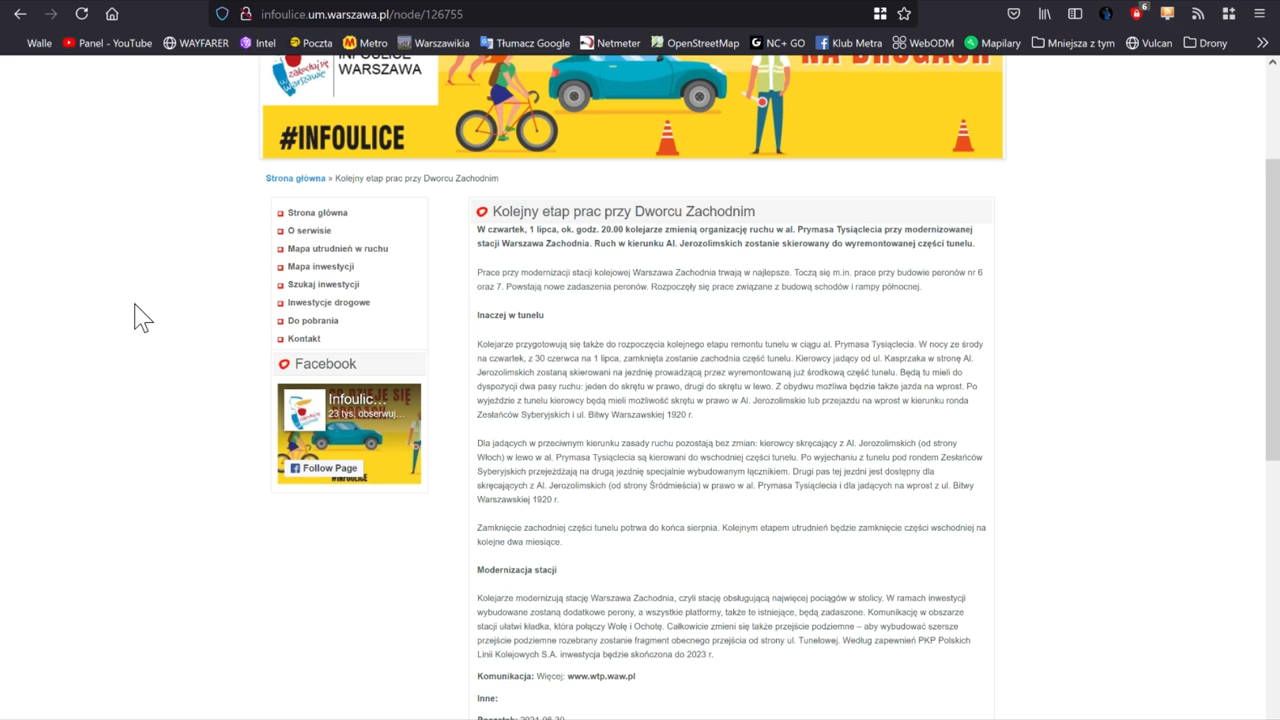 infoulice.um.warszawa.pl/node/126755
6
Walle Panel - YouTube WAYFARER Intel Poczta Metro Warszawikia Tłumacz Google Netmeter OpenStreetMap NC+ GO Klub Metra WebODM Mapilary Mniejsza z tym Vulcan Drony
INFOULICE
WARSZAWA
NA DROGACH
zakochaj się
w warszawie
#INFOULICE
Strona główna » Kolejny etap prac przy Dworcu Zachodnim
Strona główna
O serwisie
Mapa utrudnień w ruchu
Mapa inwestycji
Szukaj inwestycji
Inwestycje drogowe
Do pobrania
Kontakt
Facebook
Infoulic...
23 tys. obserwuj...
Follow Page
#INFOULICE
Kolejny etap prac przy Dworcu Zachodnim
W czwartek, 1 lipca, ok. godz. 20.00 kolejarze zmienią organizację ruchu w al. Prymasa Tysiąclecia przy modernizowanej
stacji Warszawa Zachodnia. Ruch w kierunku Al. Jerozolimskich zostanie skierowany do wyremontowanej części tunelu.
Prace przy modernizacji stacji kolejowej Warszawa Zachodnia trwają w najlepsze. Toczą się m.in. prace przy budowie peronów nr 6
oraz 7. Powstają nowe zadaszenia peronów. Rozpoczęły się prace związane z budową schodów i rampy północnej.
Inaczej w tunelu
Kolejarze przygotowują się także do rozpoczęcia kolejnego etapu remontu tunelu w ciągu al. Prymasa Tysiąclecia. W nocy ze środy
na czwartek, z 30 czerwca na 1 lipca, zamknięta zostanie zachodnia część tunelu. Kierowcy jadący od ul. Kasprzaka w stronę Al.
Jerozolimskich zostaną skierowani na jezdnię prowadzącą przez wyremontowaną już środkową część tunelu. Będą tu mieli do
dyspozycji dwa pasy ruchu: jeden do skrętu w prawo, drugi do skrętu w lewo. Z obydwu możliwa będzie także jazda na wprost. Po
wyjeździe z tunelu kierowcy będą mieli możliwość skrętu w prawo w Al. Jerozolimskie lub przejazdu na wprost w kierunku ronda
Zesłańców Syberyjskich i ul. Bitwy Warszawskiej 1920 r.
Dla jadących w przeciwnym kierunku zasady ruchu pozostają bez zmian: kierowcy skręcający z Al. Jerozolimskich (od strony
Włoch) w lewo w al. Prymasa Tysiąclecia są kierowani do wschodniej części tunelu. Po wyjechaniu z tunelu pod rondem Zesłańców
Syberyjskich przejeżdżają na drugą jezdnię specjalnie wybudowanym łącznikiem. Drugi pas tej jezdni jest dostępny dla
skręcających z Al. Jerozolimskich (od strony Śródmieścia) w prawo w al. Prymasa Tysiąclecia i dla jadących na wprost z ul. Bitwy
Warszawskiej 1920 r.
Zamknięcie zachodniej części tunelu potrwa do końca sierpnia. Kolejnym etapem utrudnień będzie zamknięcie części wschodniej na
kolejne dwa miesiące.
Modernizacja stacji
Kolejarze modernizują stację Warszawa Zachodnia, czyli stację obsługującą najwięcej pociągów w stolicy. W ramach inwestycji
wybudowane zostaną dodatkowe perony, a wszystkie platformy, także te istniejące, będą zadaszone. Komunikację w obszarze
stacji ułatwi kładka, która połączy Wolę i Ochotę. Całkowicie zmieni się także przejście podziemne – aby wybudować szersze
przejście podziemne rozebrany zostanie fragment obecnego przejścia od strony ul. Tunelowej. Według zapewnień PKP Polskich
Linii Kolejowych S.A. inwestycja będzie skończona do 2023 r.
Komunikacja: Więcej: www.wtp.waw.pl
Inne:
Początek: 2021-06-30